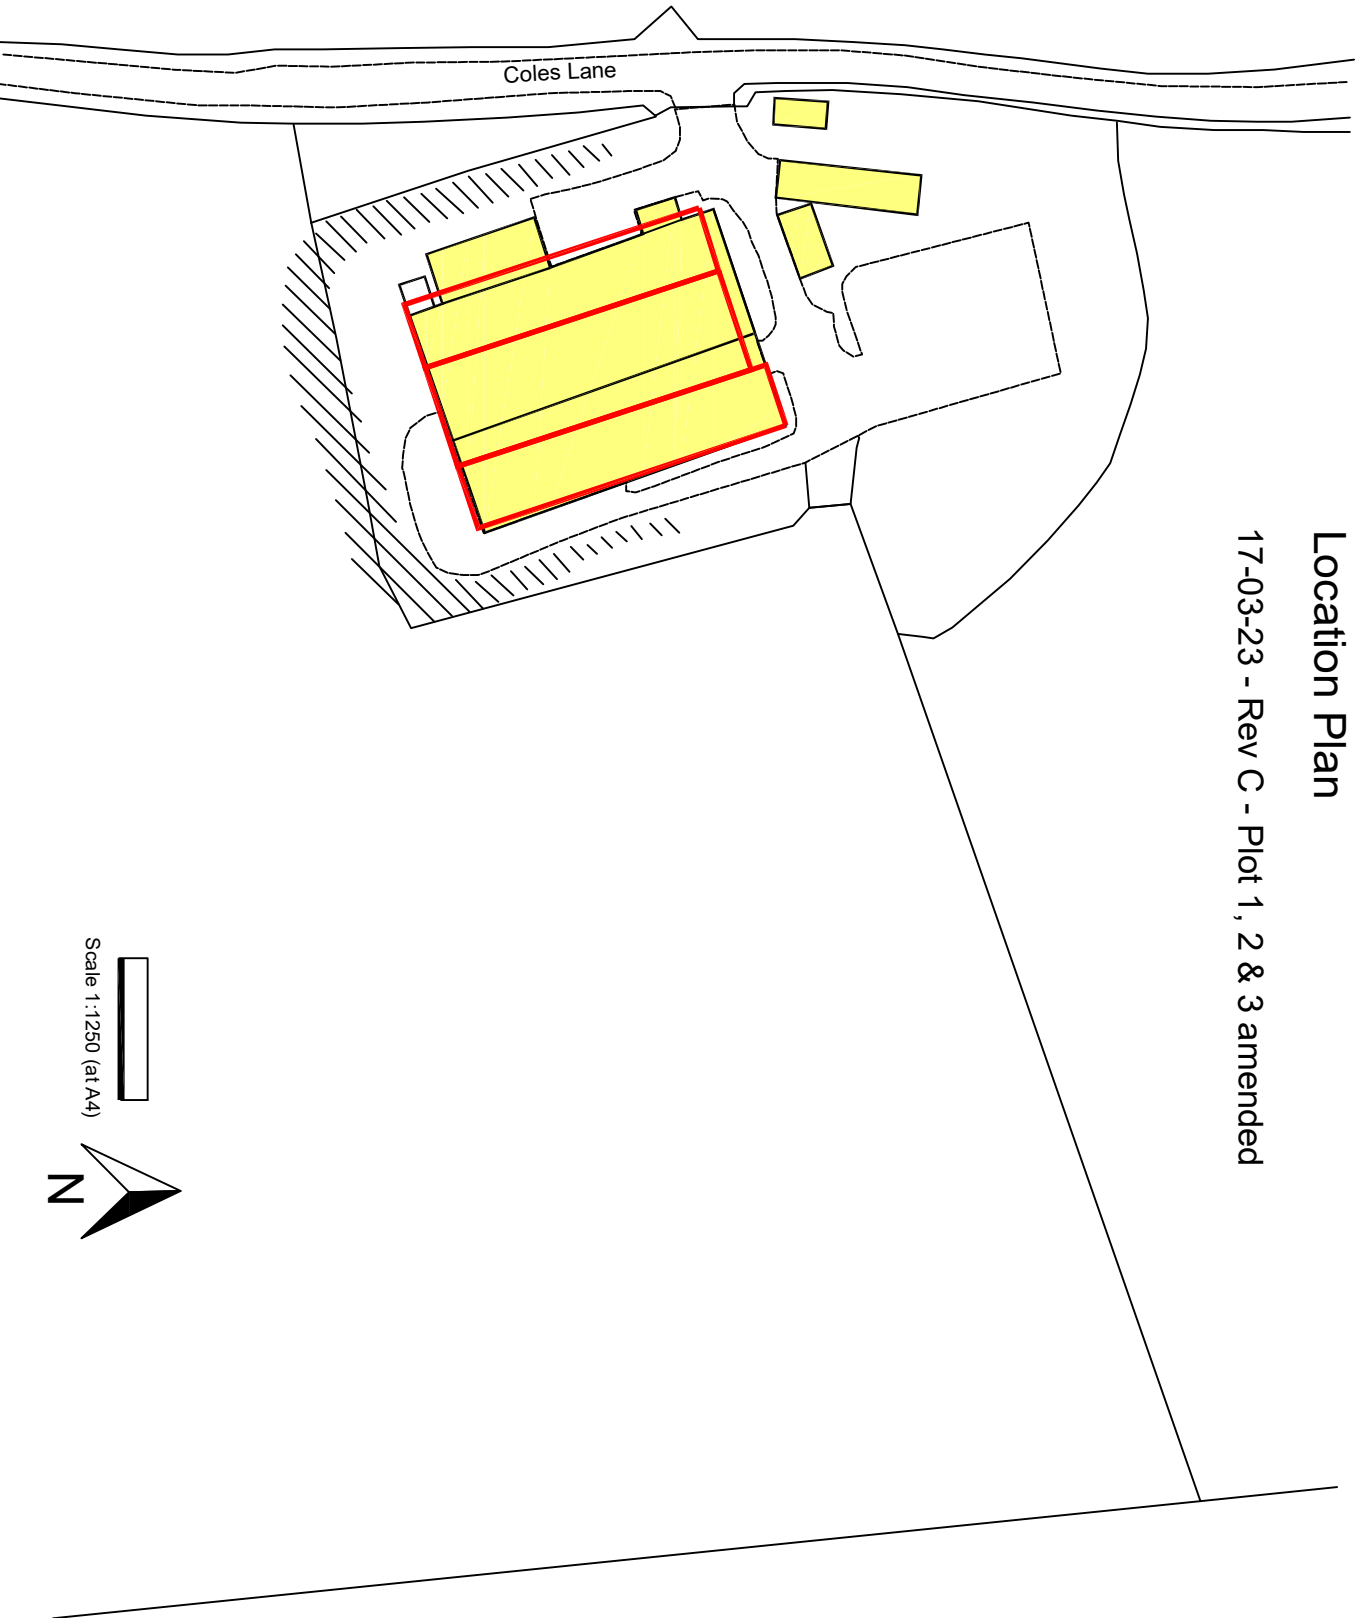 Location Plan
17-03-23 - Rev C - Plot 1, 2 & 3 amended
Coles Lane
Scale 1:1250 (at A4)
N